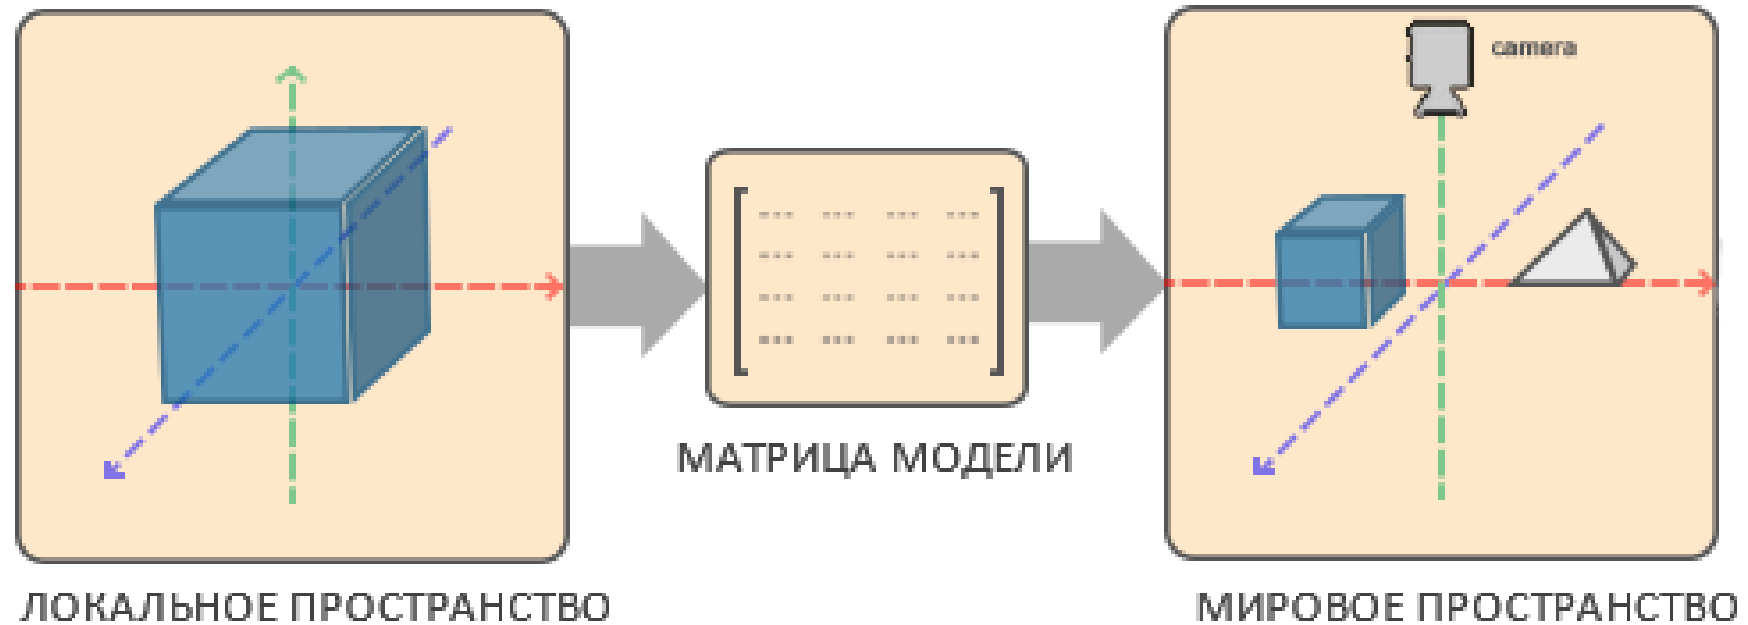 camera
МАТРИЦА МОДЕЛИ
ЛОКАЛЬНОЕ ПРОСТРАНСТВО
МИРОВОЕ ПРОСТРАНСТВО